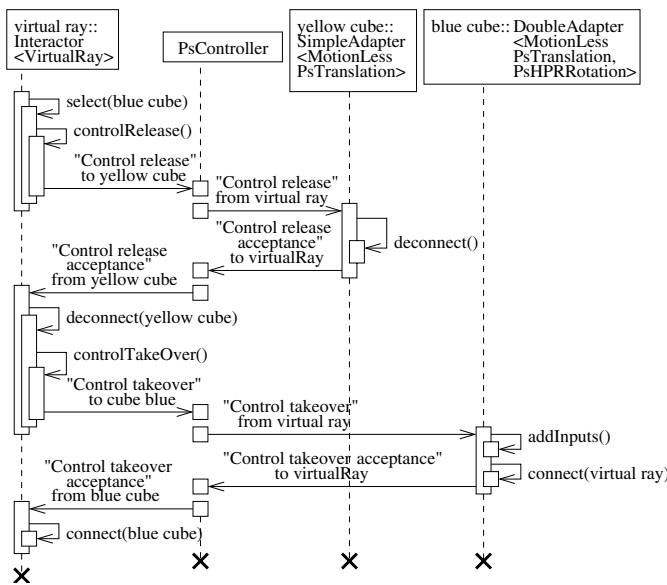 virtual ray::
Interactor
<VirtualRay>
PsController
yellow cube::
SimpleAdapter
<MotionLess
PsTranslation>
blue cube:: DoubleAdapter
<MotionLess
PsTranslation,
PsHPRRotation>
select(blue cube)
controlRelease()
"Control release"
to yellow cube
"Control release"
from virtual ray
deconnect()
"Control release
acceptance"
to virtualRay
"Control release
acceptance"
from yellow cube
deconnect(yellow cube)
controlTakeOver()
"Control takeover"
to cube blue
"Control takeover"
from virtual ray
addInputs()
connect(virtual ray)
"Control takeover acceptance"
to virtualRay
"Control takeover
acceptance"
from blue cube
connect(blue cube)